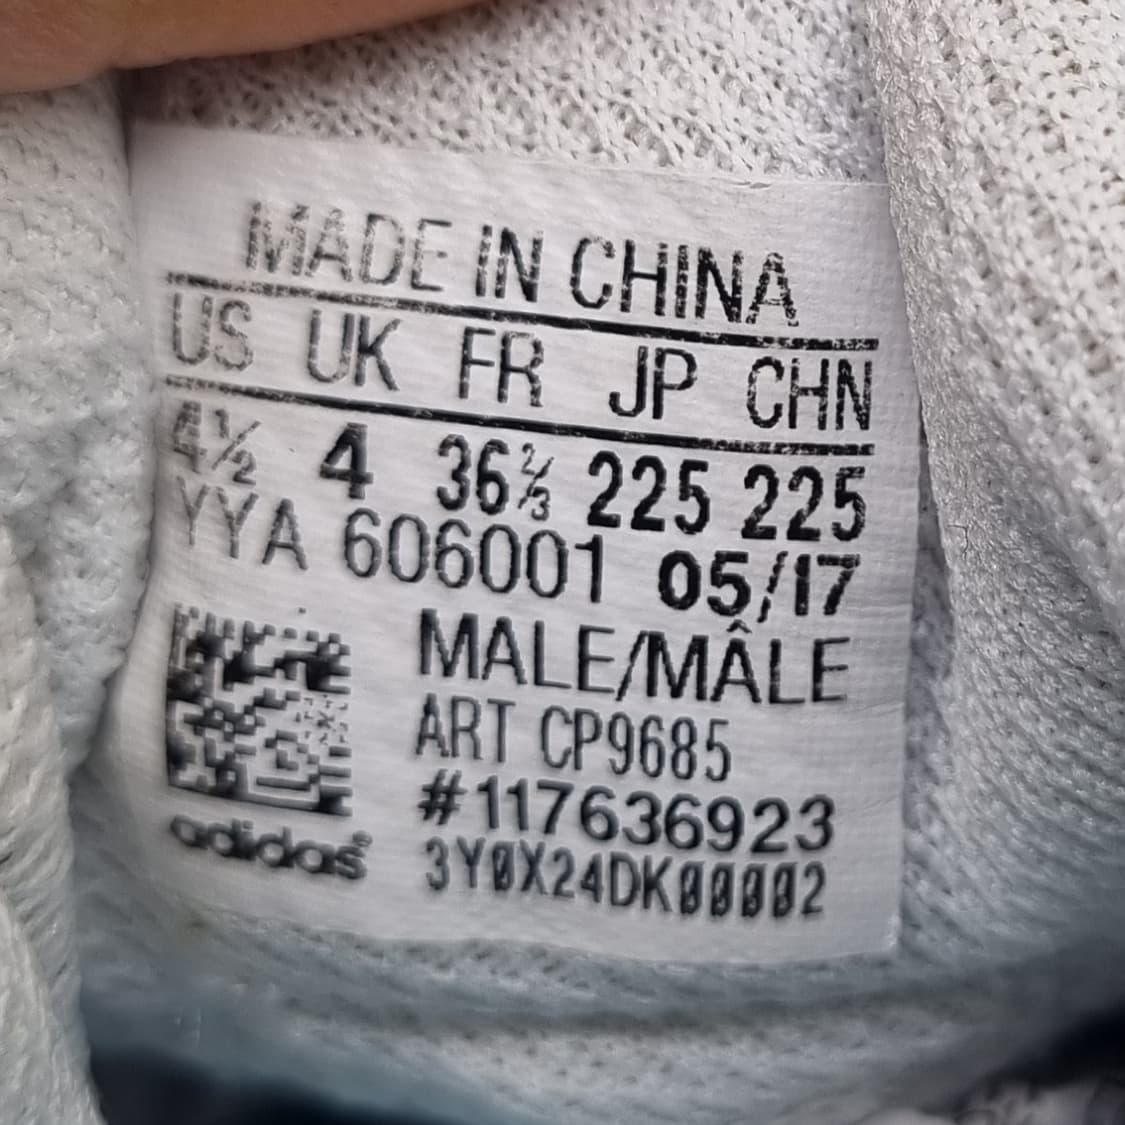 MADE IN CHINA
US UK FR JP CHN
4½ 4 36⅔ 225 225
YYA 606001 05/17
MALE/MÂLE
ART CP9685
#117636923
3Y0X24DK00002
adidas®